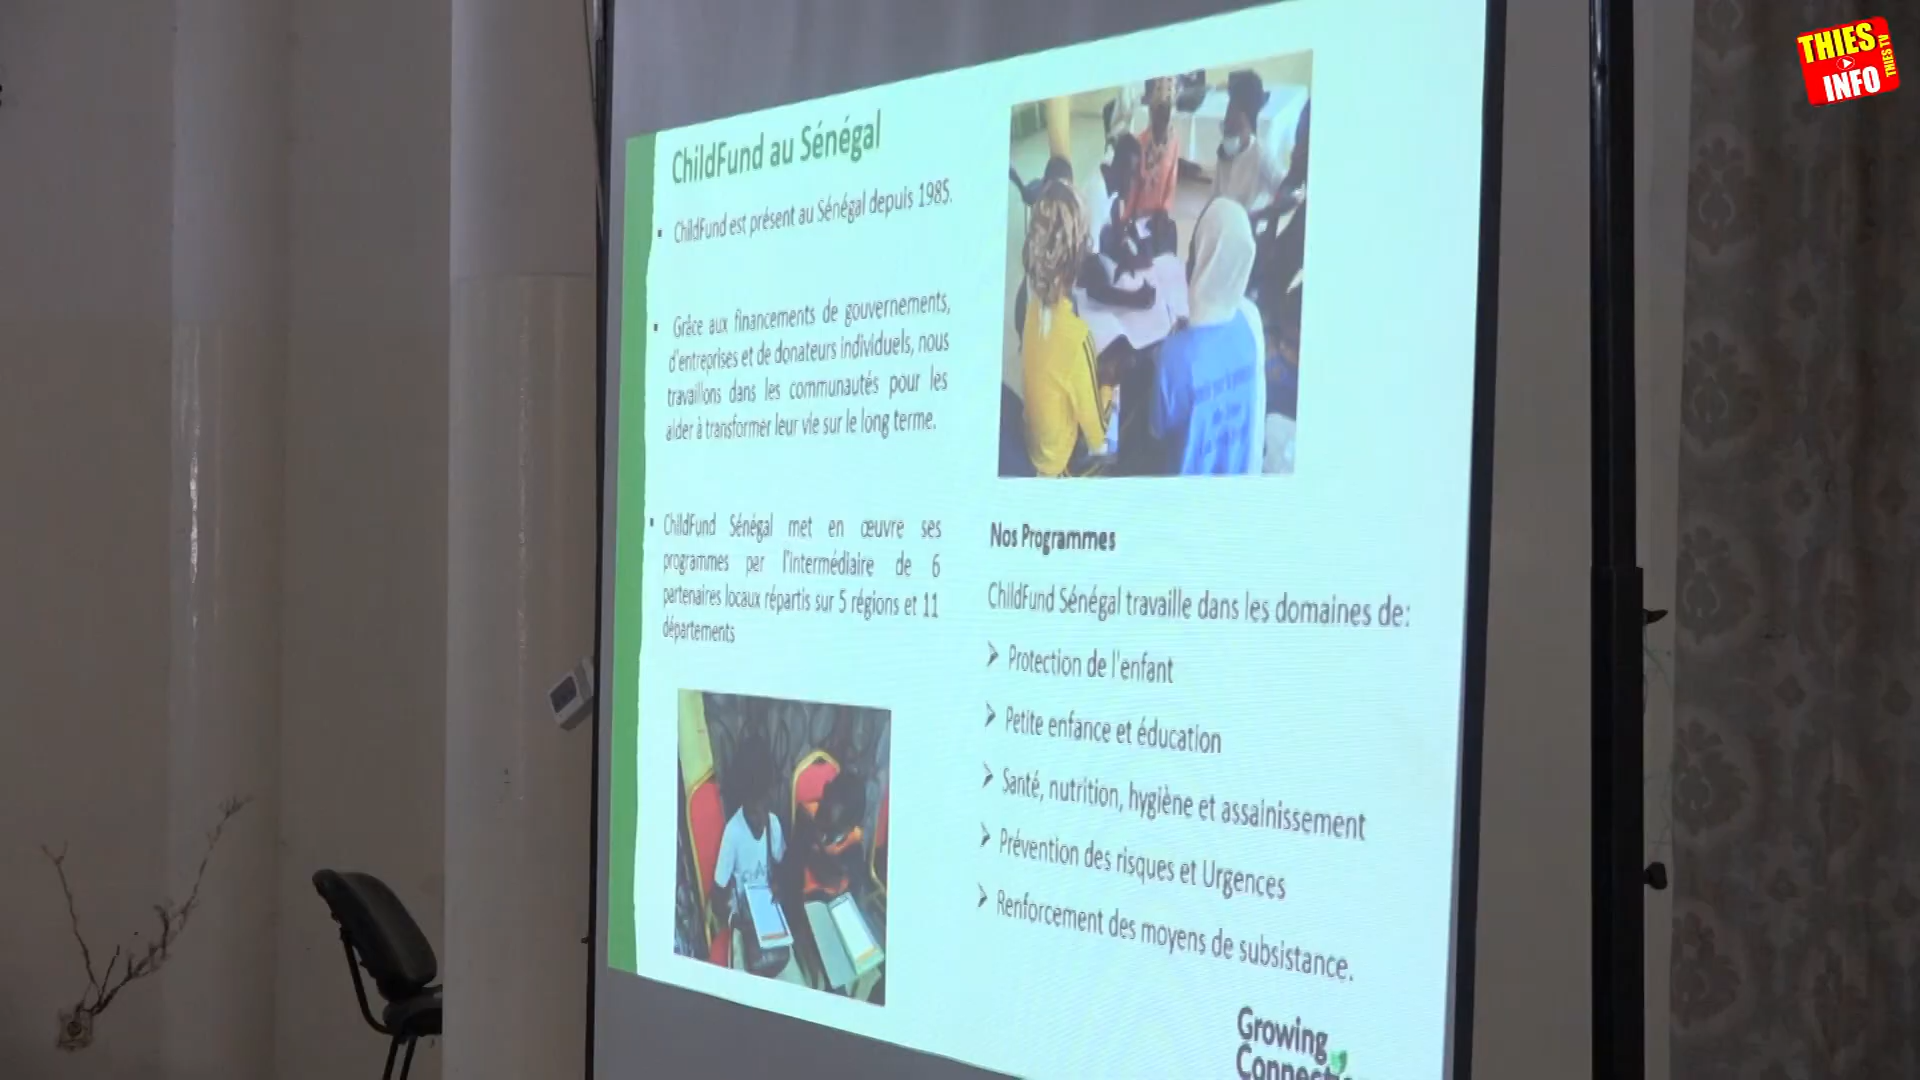 ChildFund au Sénégal
▪ ChildFund est présent au Sénégal depuis 1985.
▪ Grâce aux financements de gouvernements,
d'entreprises et de donateurs individuels, nous
travaillons dans les communautés pour les
aider à transformer leur vie sur le long terme.
▪ ChildFund Sénégal met en œuvre ses
programmes par l'intermédiaire de 6
partenaires locaux répartis sur 5 régions et 11
départements
Nos Programmes
ChildFund Sénégal travaille dans les domaines de:
➤ Protection de l'enfant
➤ Petite enfance et éducation
➤ Santé, nutrition, hygiène et assainissement
➤ Prévention des risques et Urgences
➤ Renforcement des moyens de subsistance.
Growing
THIES
INFO
THIES TV